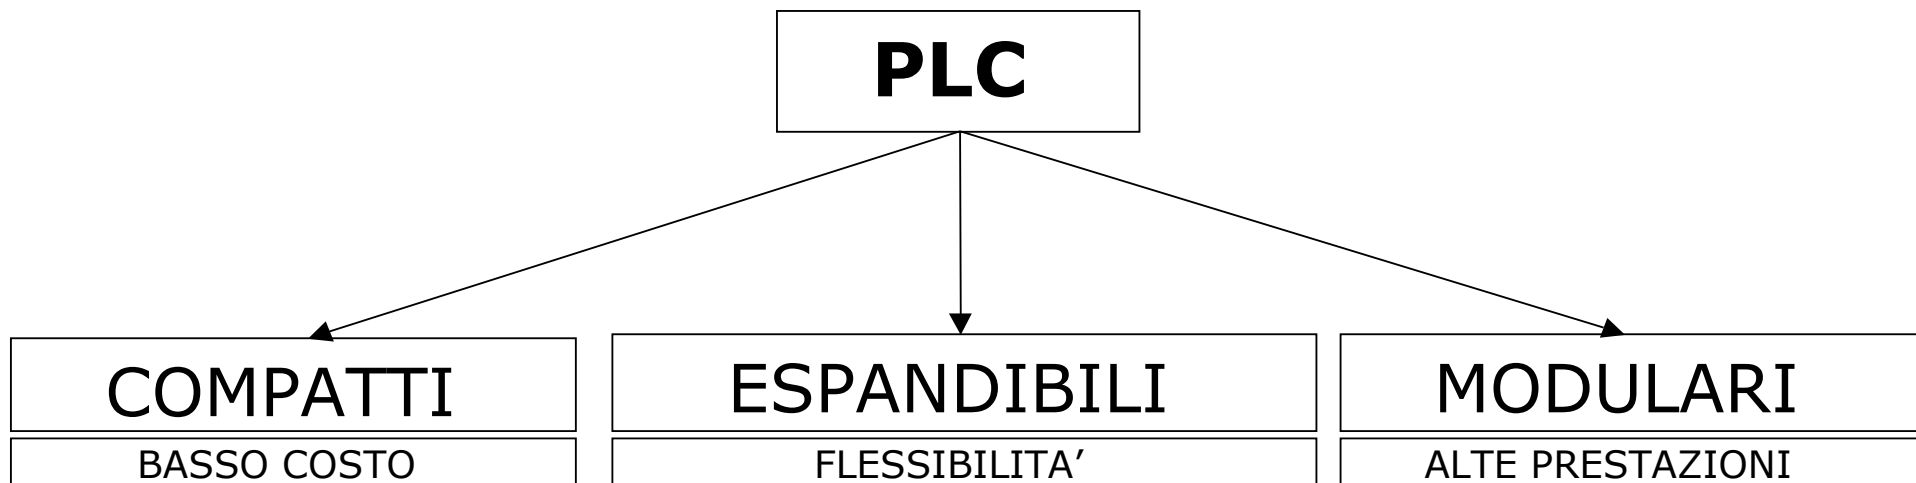 PLC
COMPATTI
ESPANDIBILI
MODULARI
BASSO COSTO
FLESSIBILITA’
ALTE PRESTAZIONI